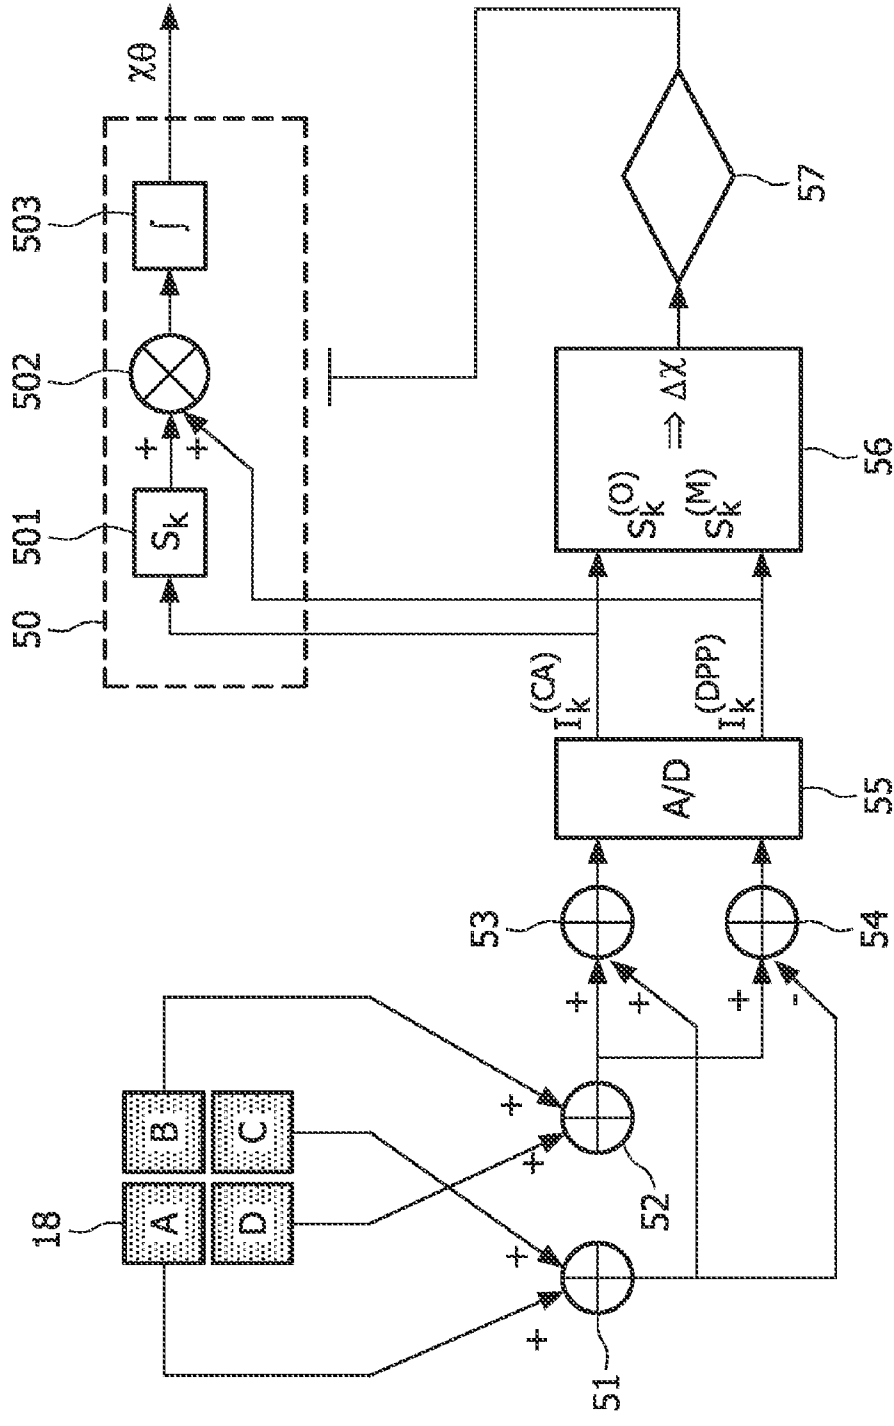 18
A
B
D
C
+
+
+
+
51
52
+
+
+
-
53
54
A/D
55
I_k^(CA)
I_k^(DPP)
S_k^(O)
S_k^(M)
⇒ Δχ
56
57
50
501
S_k
+
+
502
503
∫
χθ